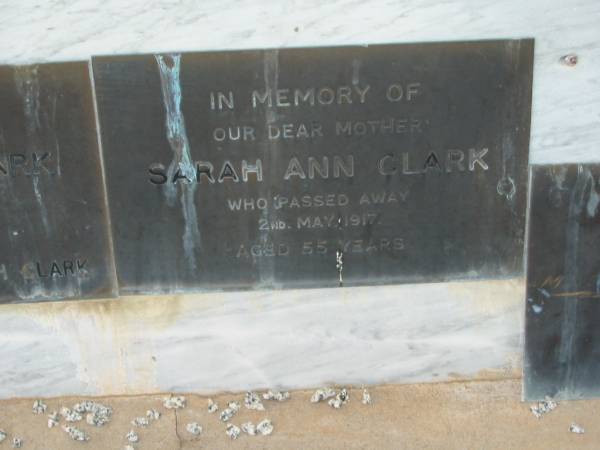 IN MEMORY OF
OUR DEAR MOTHER
SARAH ANN CLARK
WHO PASSED AWAY
2ND. MAY, 1917.
AGED 55 YEARS
CLARK